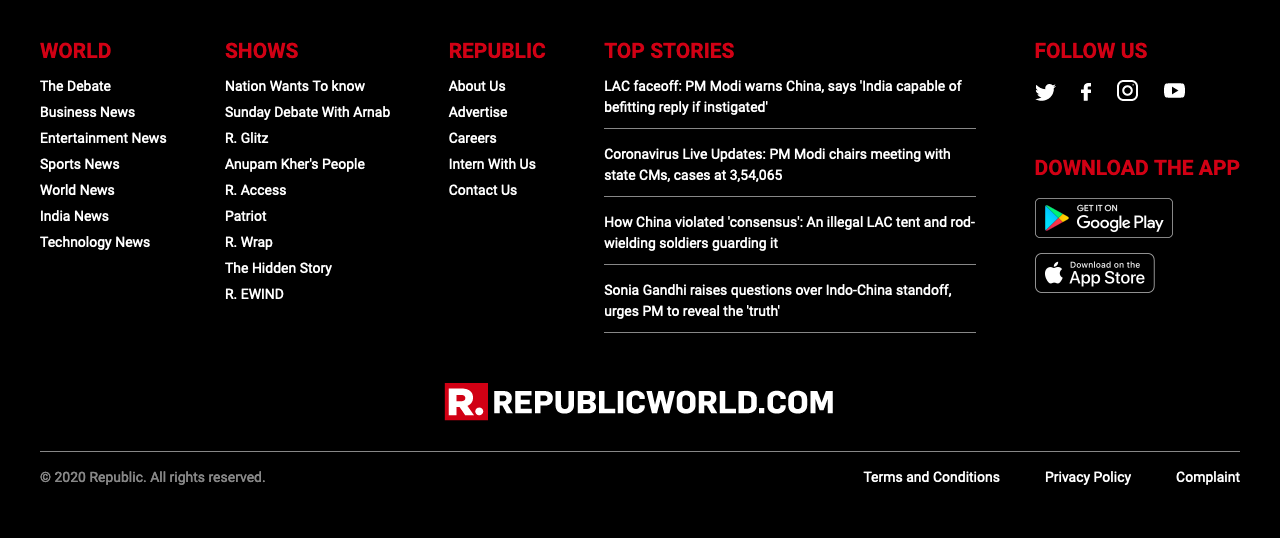 WORLD
The Debate
Business News
Entertainment News
Sports News
World News
India News
Technology News
SHOWS
Nation Wants To know
Sunday Debate With Arnab
R. Glitz
Anupam Kher's People
R. Access
Patriot
R. Wrap
The Hidden Story
R. EWIND
REPUBLIC
About Us
Advertise
Careers
Intern With Us
Contact Us
TOP STORIES
LAC faceoff: PM Modi warns China, says 'India capable of
befitting reply if instigated'
Coronavirus Live Updates: PM Modi chairs meeting with
state CMs, cases at 3,54,065
How China violated 'consensus': An illegal LAC tent and rod-
wielding soldiers guarding it
Sonia Gandhi raises questions over Indo-China standoff,
urges PM to reveal the 'truth'
FOLLOW US
DOWNLOAD THE APP
GET IT ON
Google Play
Download on the
App Store
R. REPUBLICWORLD.COM
© 2020 Republic. All rights reserved.
Terms and Conditions
Privacy Policy
Complaint